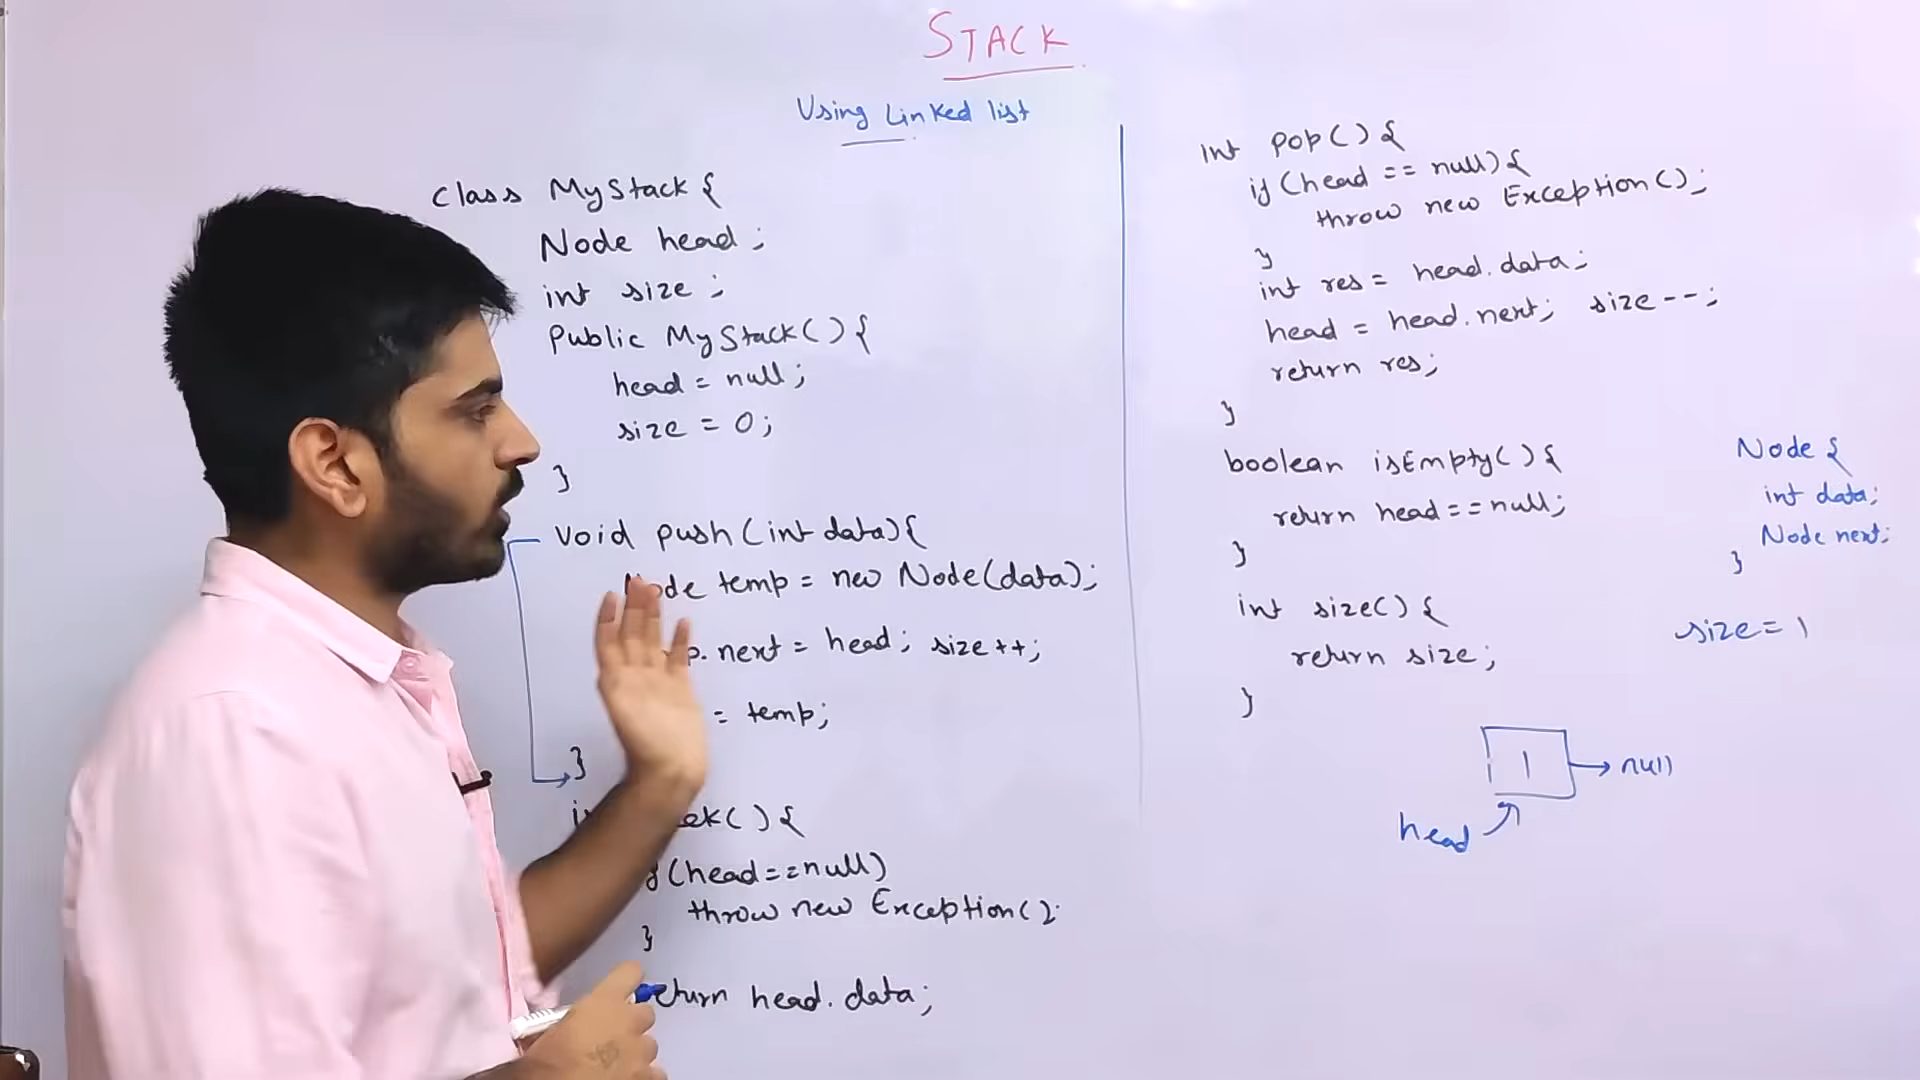 STACK
Using Linked list
class MyStack {
Node head ;
int size ;
Public MyStack() {
head = null ;
size = 0 ;
}
void push (int data) {
Node temp = new Node(data);
p. next = head ; size ++ ;
= temp;
}
ek( ) {
(head==null)
throw new Exception( );
}
return head. data ;
int pop() {
if (head == null) {
throw new Exception() ;
}
int res = head. data ;
head = head. next ; size -- ;
return res ;
}
boolean isEmpty( ) {
return head == null ;
}
int size() {
return size ;
}
Node {
int data ;
Node next ;
}
size = 1
1 → null
head